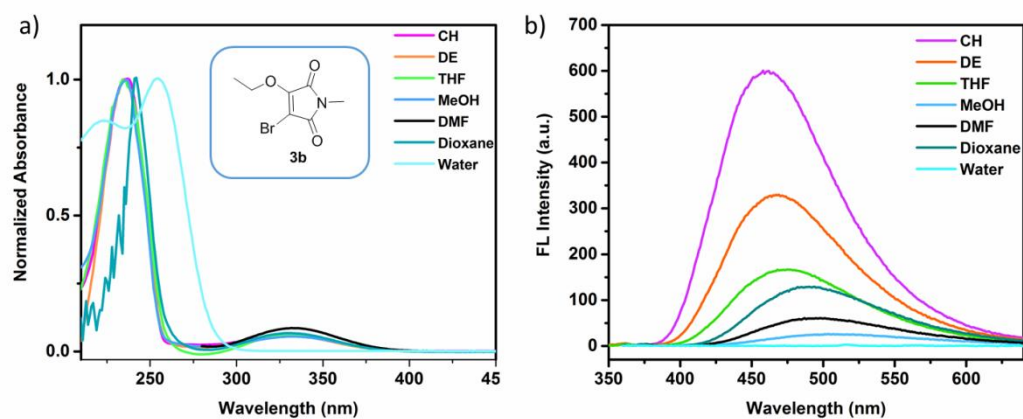 a)
CH
DE
THF
MeOH
DMF
Dioxane
Water
O
O
N
Br
O
3b
1.0
0.5
0.0
250
300
350
400
45
Normalized Absorbance
Wavelength (nm)
b)
CH
DE
THF
MeOH
DMF
Dioxane
Water
700
600
500
400
300
200
100
0
350
400
450
500
550
600
FL Intensity (a.u.)
Wavelength (nm)